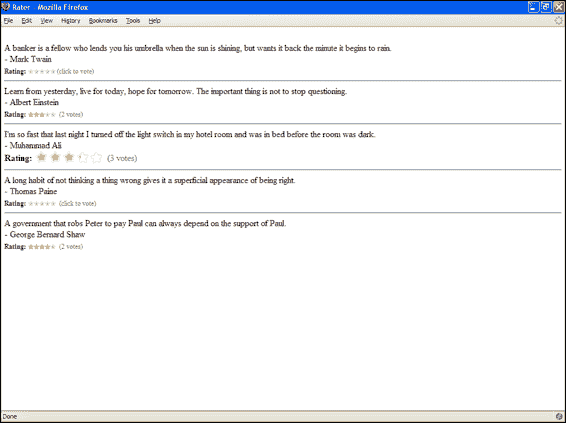 Rater - Mozilla Firefox
File Edit View History Bookmarks Tools Help
A banker is a fellow who lends you his umbrella when the sun is shining, but wants it back the minute it begins to rain.
- Mark Twain
Rating: (click to vote)
Learn from yesterday, live for today, hope for tomorrow. The important thing is not to stop questioning.
- Albert Einstein
Rating: (2 votes)
I'm so fast that last night I turned off the light switch in my hotel room and was in bed before the room was dark.
- Muhammad Ali
Rating: (3 votes)
A long habit of not thinking a thing wrong gives it a superficial appearance of being right.
- Thomas Paine
Rating: (click to vote)
A government that robs Peter to pay Paul can always depend on the support of Paul.
- George Bernard Shaw
Rating: (2 votes)
Done